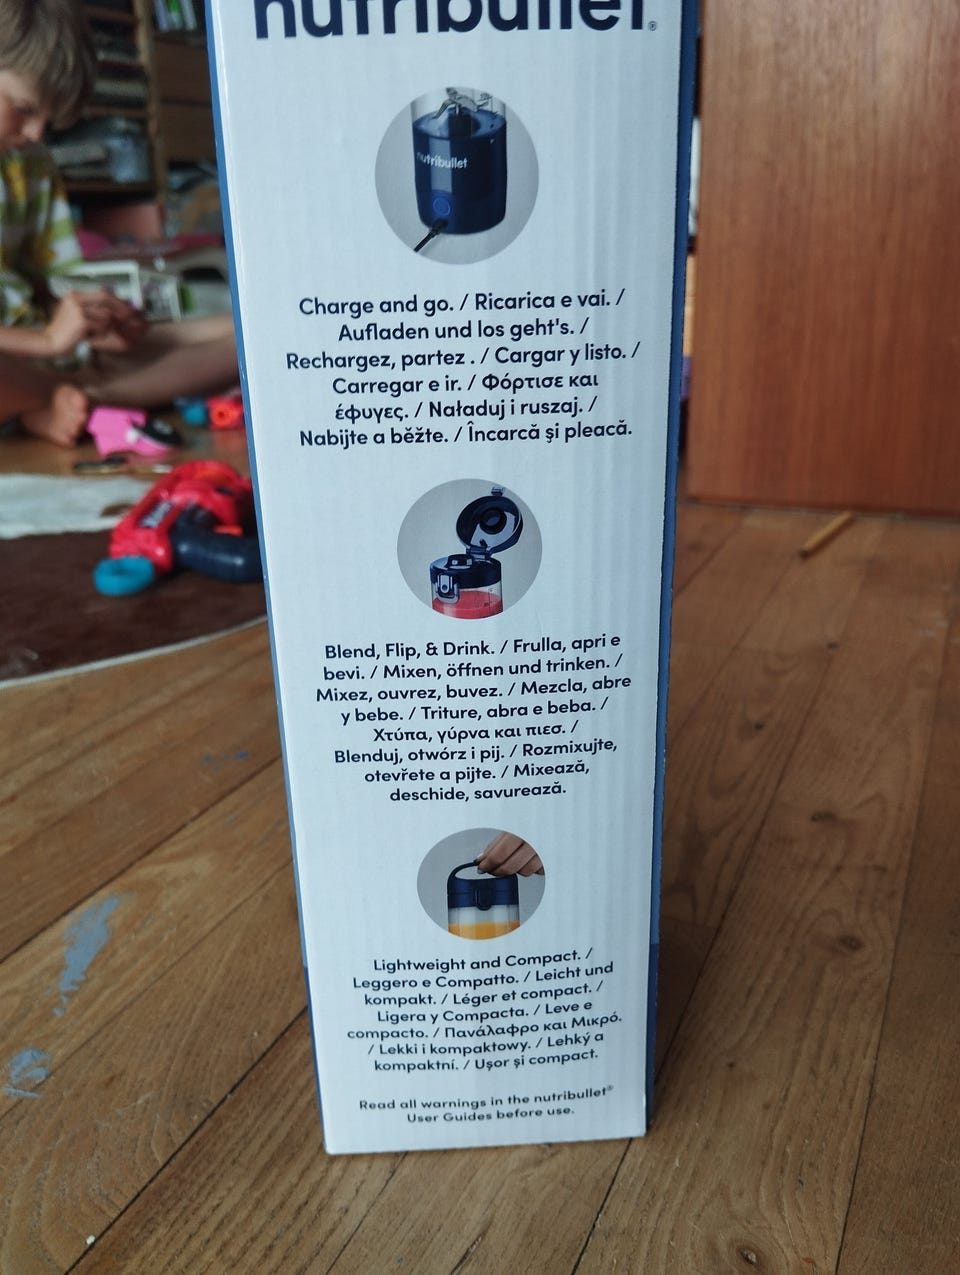 nutribullet®
nutribullet
Charge and go. / Ricarica e vai. /
Aufladen und los geht's. /
Rechargez, partez . / Cargar y listo. /
Carregar e ir. / Φόρτισε και
έφυγες. / Naładuj i ruszaj. /
Nabijte a běžte. / Încarcă și pleacă.
Blend, Flip, & Drink. / Frulla, apri e
bevi. / Mixen, öffnen und trinken. /
Mixez, ouvrez, buvez. / Mezcla, abre
y bebe. / Triture, abra e beba. /
Χτύπα, γύρνα και πιεσ. /
Blenduj, otwórz i pij. / Rozmixujte,
otevřete a pijte. / Mixează,
deschide, savurează.
Lightweight and Compact. /
Leggero e Compatto. / Leicht und
kompakt. / Léger et compact. /
Ligera y Compacta. / Leve e
compacto. / Πανάλαφρο και Μικρό.
/ Lekki i kompaktowy. / Lehký a
kompaktní. / Ușor și compact.
Read all warnings in the nutribullet®
User Guides before use.